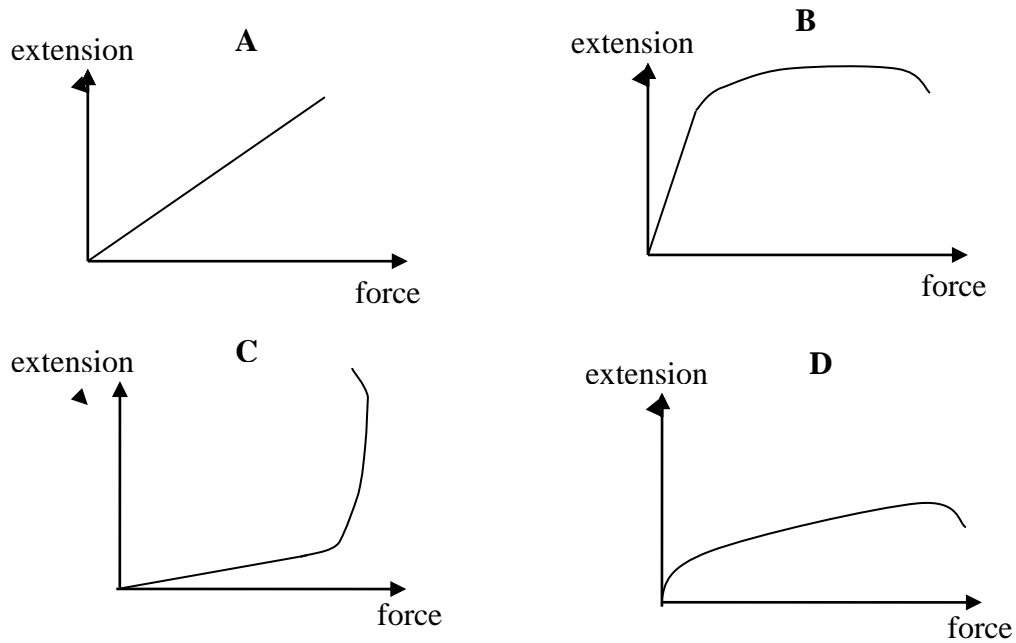 A
extension
force
B
extension
force
C
extension
force
D
extension
force